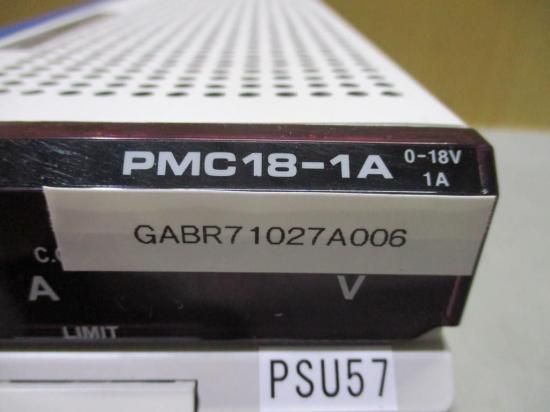 PMC18-1A 0-18V
1A
GABR71027A006
C.
A V
LIMIT
PSU57